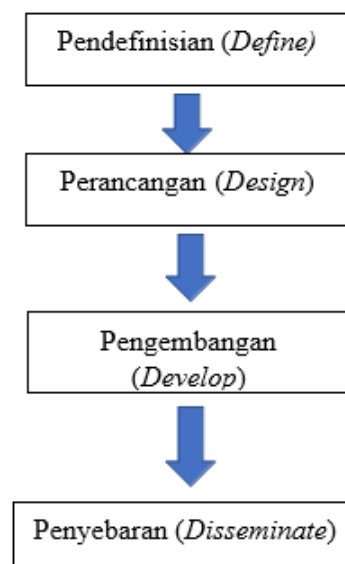 Pendefinisian (Define)
Perancangan (Design)
Pengembangan
(Develop)
Penyebaran (Disseminate)